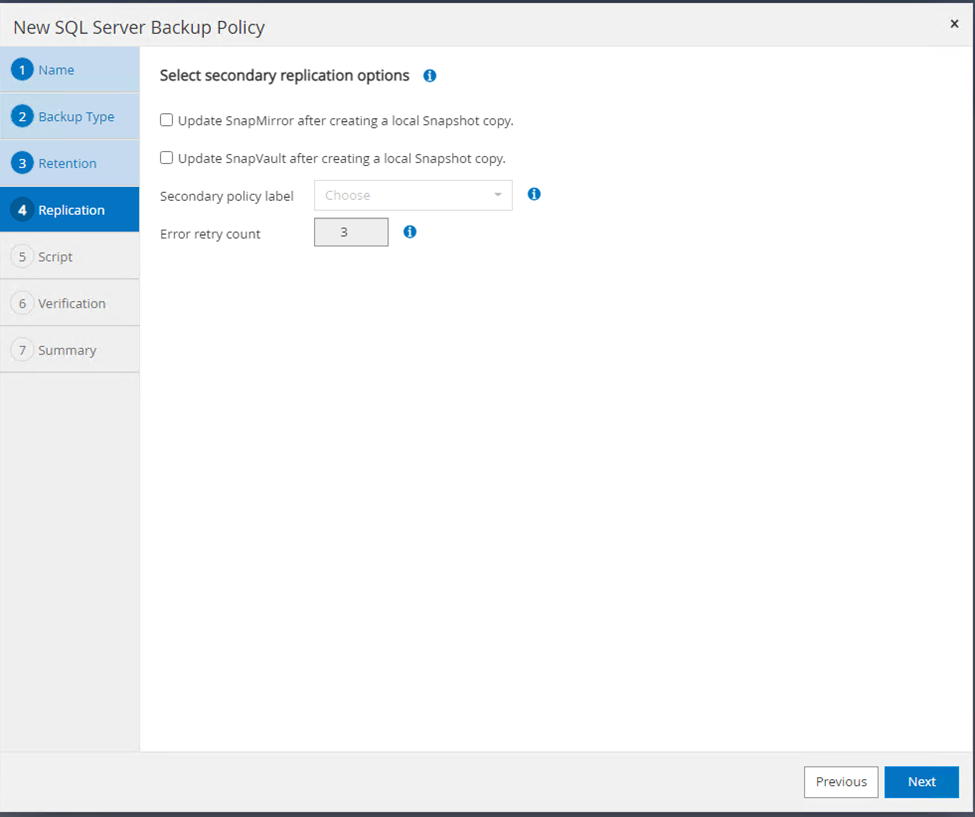 New SQL Server Backup Policy
×
1 Name
2 Backup Type
3 Retention
4 Replication
5 Script
6 Verification
7 Summary
Select secondary replication options i
Update SnapMirror after creating a local Snapshot copy.
Update SnapVault after creating a local Snapshot copy.
Secondary policy label Choose i
Error retry count 3 i
Previous Next